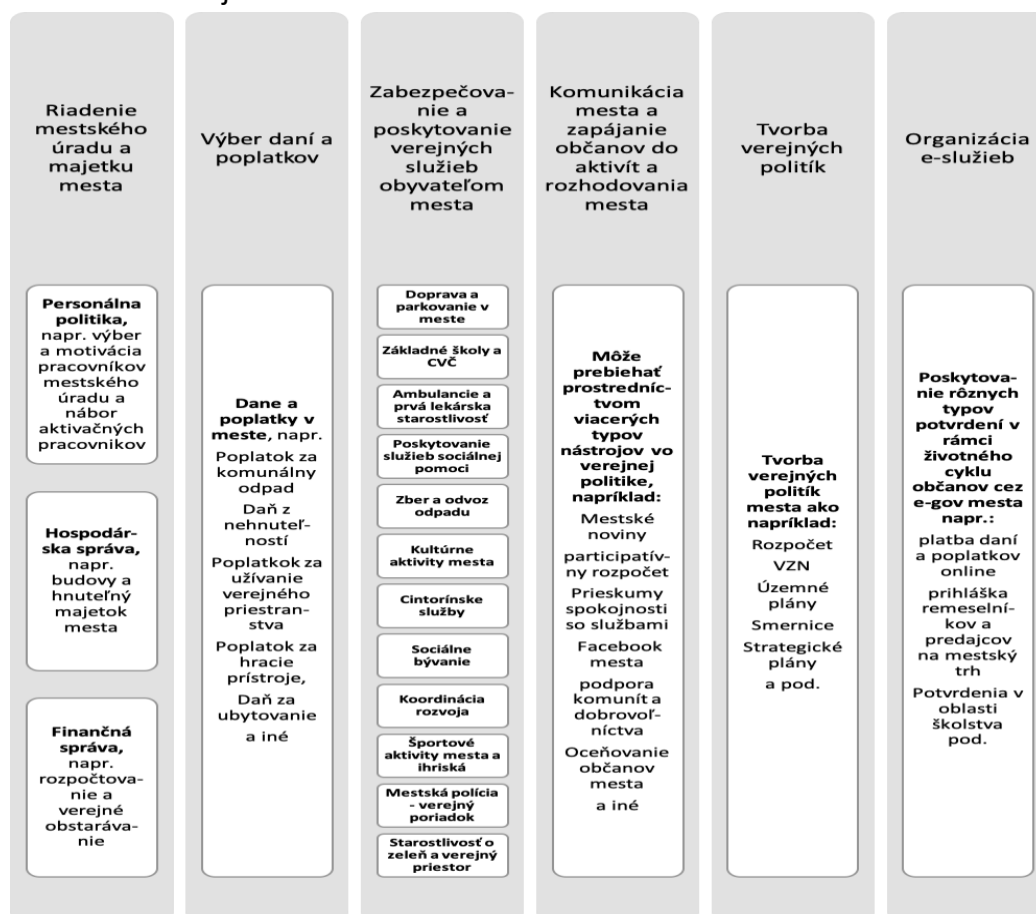 Riadenie
mestského
úradu a
majetku
mesta
Personálna
politika,
napr. výber
a motivácia
pracovníkov
mestského
úradu a
nábor
aktivačných
pracovnikov
Hospodár-
ska správa,
napr.
budovy a
hnuteľný
majetok
mesta
Finančná
správa,
napr.
rozpočtova-
nie a
verejné
obstaráva-
nie
Výber daní a
poplatkov
Dane a
poplatky v
meste, napr.
Poplatok za
komunálny
odpad
Daň z
nehnuteľ-
ností
Poplatkok za
užívanie
verejného
priestran-
stva
Poplatok za
hracie
prístroje,
Daň za
ubytovanie
a iné
Zabezpečova-
nie a
poskytovanie
verejných
služieb
obyvateľom
mesta
Doprava a
parkovanie v
meste
Základné školy a
CVČ
Ambulancie a
prvá lekárska
starostlivosť
Poskytovanie
služieb sociálnej
pomoci
Zber a odvoz
odpadu
Kultúrne
aktivity mesta
Cintorínske
služby
Sociálne
bývanie
Koordinácia
rozvoja
Športové
aktivity mesta a
ihriská
Mestská polícia
- verejný
poriadok
Starostlivosť o
zeleň a verejný
priestor
Komunikácia
mesta a
zapájanie
občanov do
aktivít a
rozhodovania
mesta
Môže
prebiehať
prostredníc-
tvom
viacerých
typov
nástrojov vo
verejnej
politike,
napríklad:
Mestské
noviny
participatív-
ny rozpočet
Prieskumy
spokojnosti
so službami
Facebook
mesta
podpora
komunít a
dobrovoľ-
níctva
Oceňovanie
občanov
mesta
a iné
Tvorba
verejných
politík
Tvorba
verejných
politík
mesta ako
napríklad:
Rozpočet
VZN
Územné
plány
Smernice
Strategické
plány
a pod.
Organizácia
e-služieb
Poskytova-
nie rôznych
typov
potvrdení v
rámci
životného
cyklu
občanov cez
e-gov mesta
napr.:
platba daní
a poplatkov
online
prihláška
remeselní-
kov a
predajcov
na mestský
trh
Potvrdenia v
oblasti
školstva
pod.